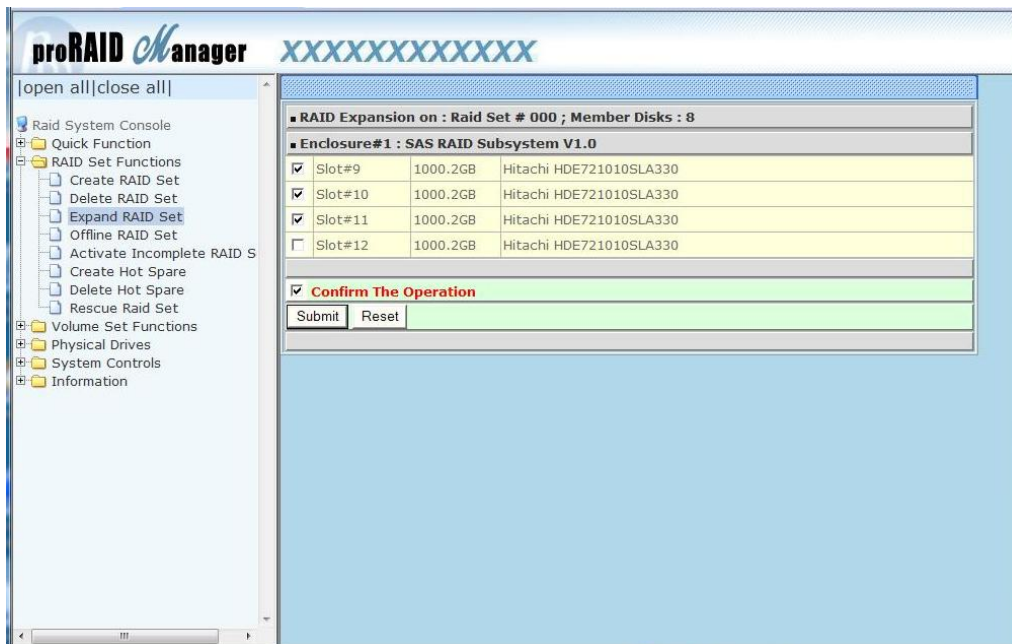 proRAID Manager XXXXXXXXXXXX
|open all|close all|
Raid System Console
Quick Function
RAID Set Functions
Create RAID Set
Delete RAID Set
Expand RAID Set
Offline RAID Set
Activate Incomplete RAID S
Create Hot Spare
Delete Hot Spare
Rescue Raid Set
Volume Set Functions
Physical Drives
System Controls
Information
RAID Expansion on : Raid Set # 000 ; Member Disks : 8
Enclosure#1 : SAS RAID Subsystem V1.0
Slot#9 1000.2GB Hitachi HDE721010SLA330
Slot#10 1000.2GB Hitachi HDE721010SLA330
Slot#11 1000.2GB Hitachi HDE721010SLA330
Slot#12 1000.2GB Hitachi HDE721010SLA330
Confirm The Operation
Submit Reset